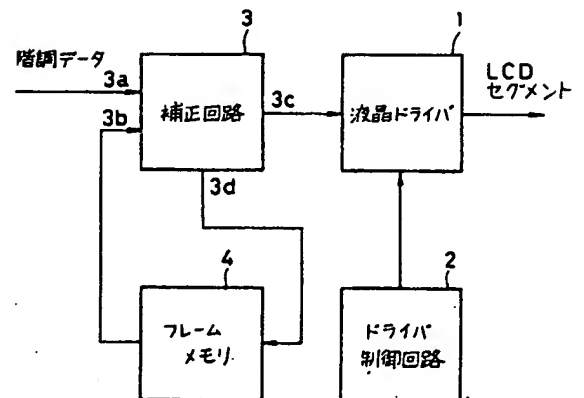 階調データ
3a
3b
3
補正回路
3c
3d
1
液晶ドライバ
LCD
セグメント
4
フレーム
メモリ
2
ドライバ
制御回路